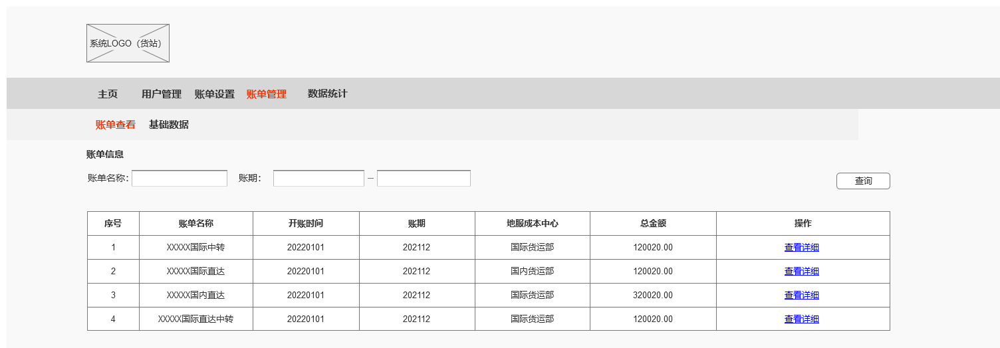 系统LOGO（货站）
主页 用户管理 账单设置 账单管理 数据统计
账单查看 基础数据
账单信息
账单名称： 账期： – 查询
序号 账单名称 开账时间 账期 地服成本中心 总金额 操作
1 XXXXX国际中转 20220101 202112 国际货运部 120020.00 查看详细
2 XXXXX国际直达 20220101 202112 国内货运部 120020.00 查看详细
3 XXXXX国内直达 20220101 202112 国际货运部 320020.00 查看详细
4 XXXXX国际直达中转 20220101 202112 国际货运部 120020.00 查看详细